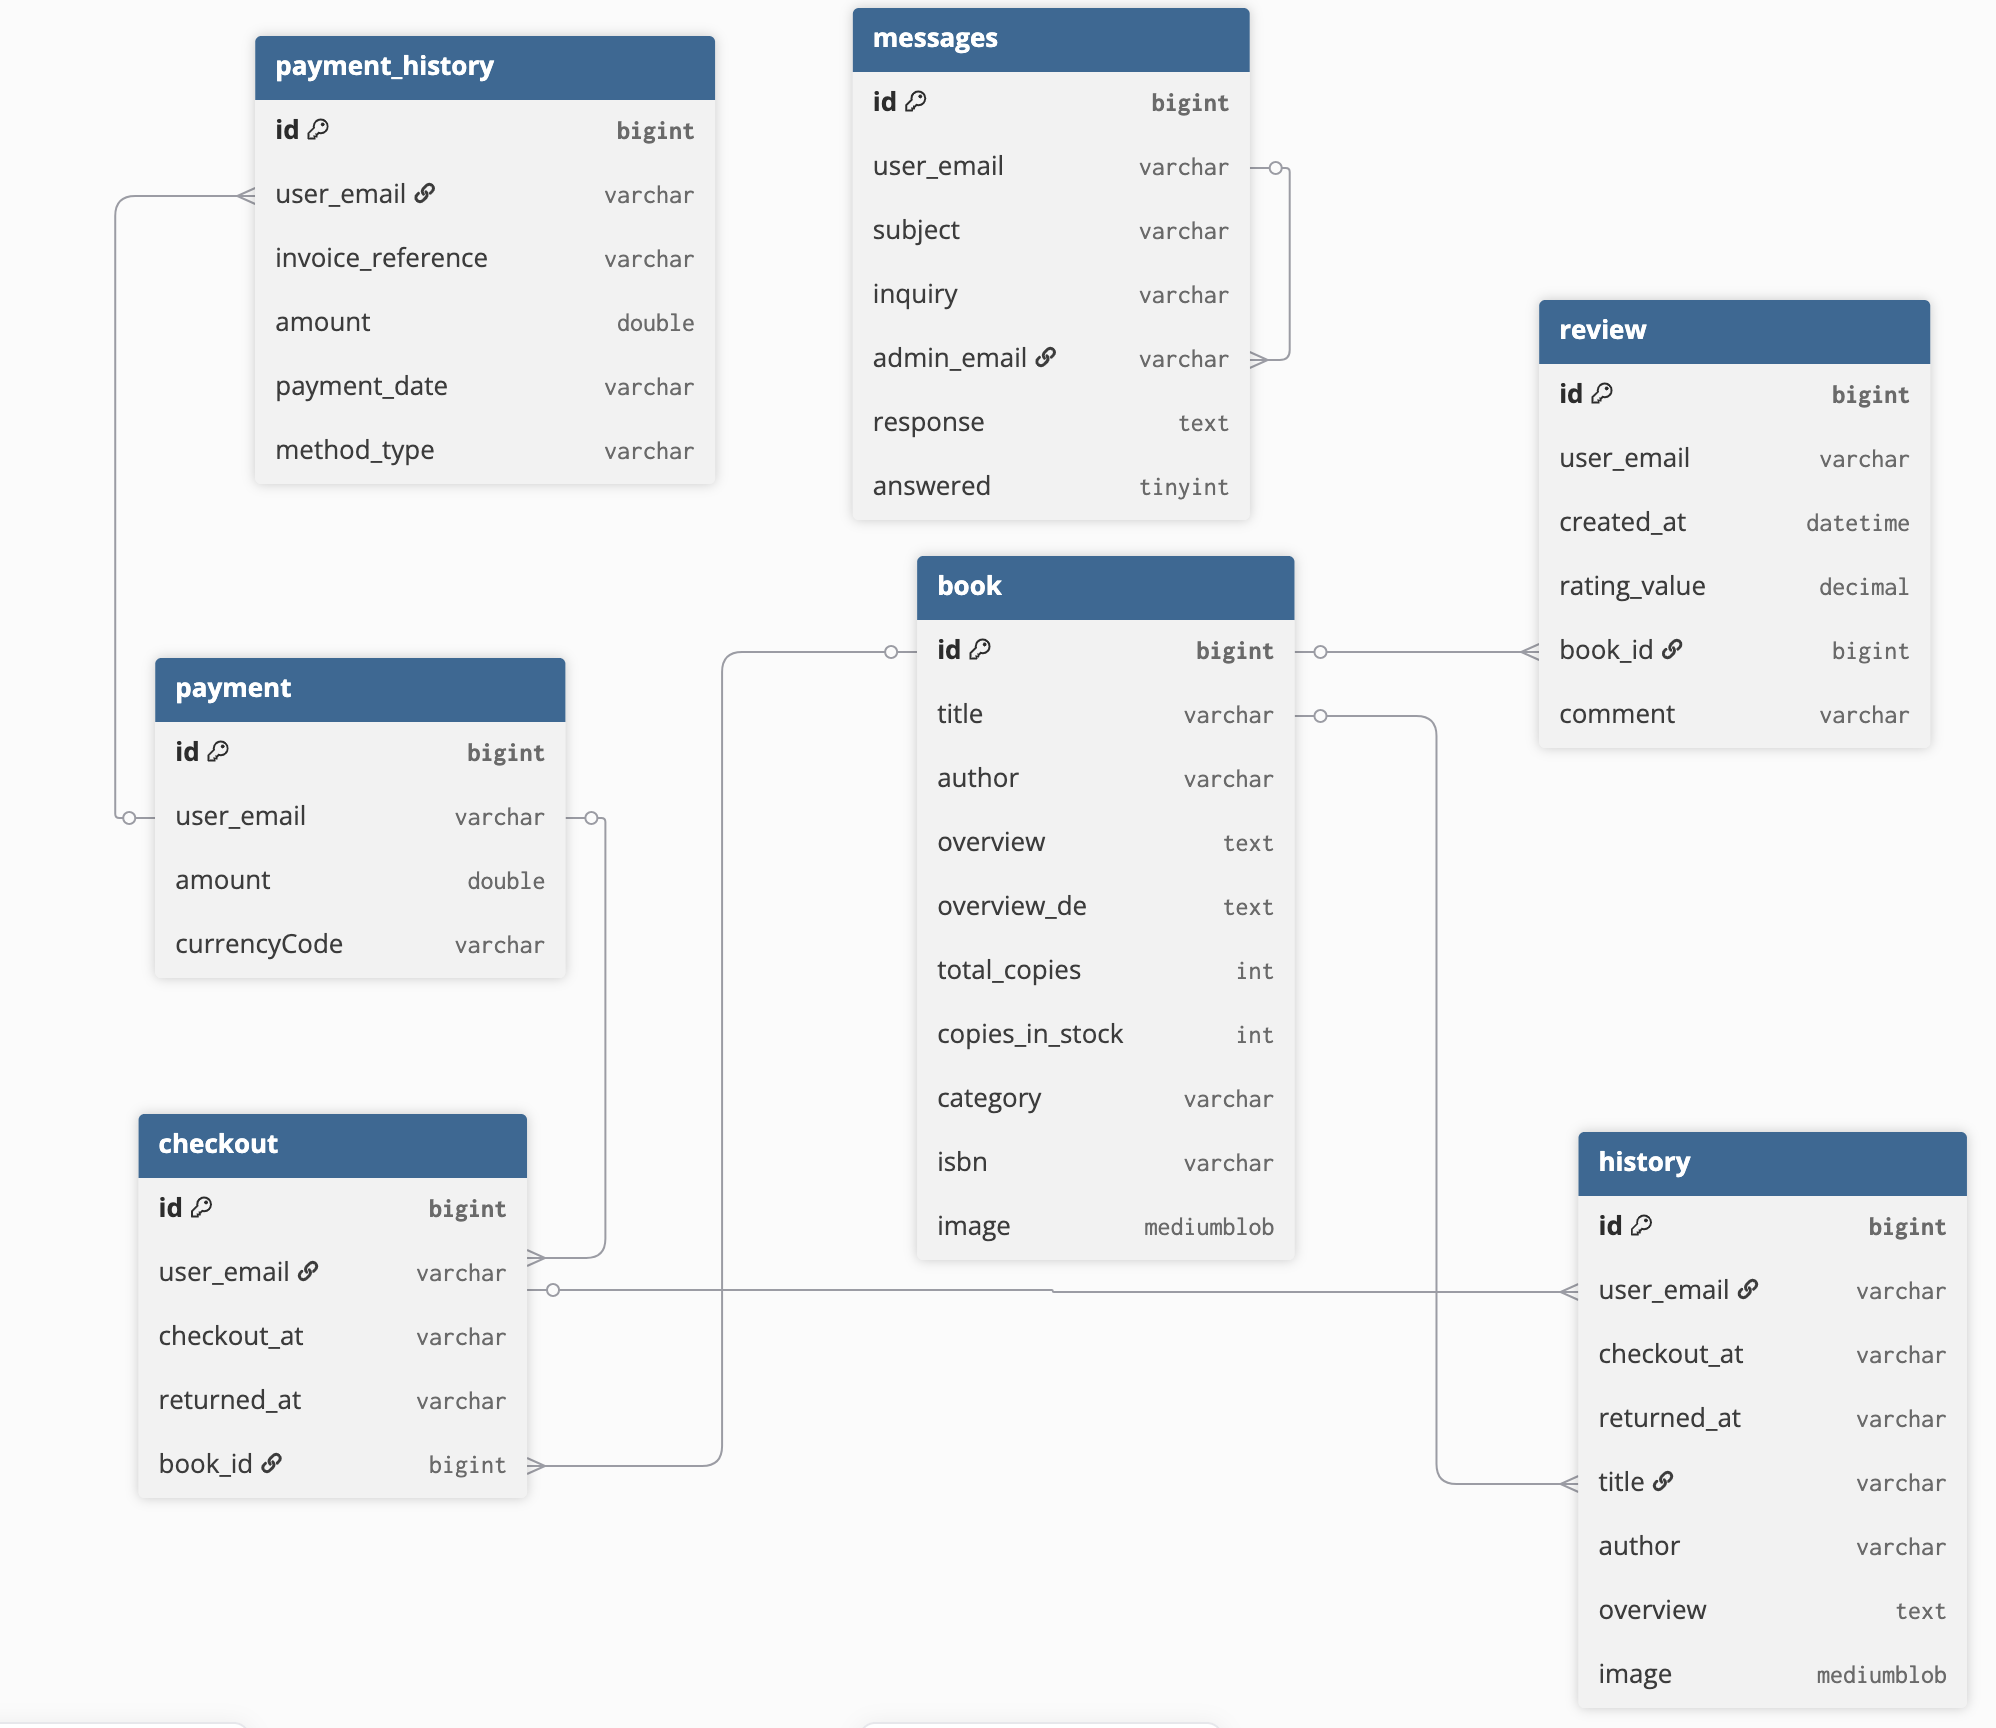 payment_history
id bigint
user_email varchar
invoice_reference varchar
amount double
payment_date varchar
method_type varchar
messages
id bigint
user_email varchar
subject varchar
inquiry varchar
admin_email varchar
response text
answered tinyint
review
id bigint
user_email varchar
created_at datetime
rating_value decimal
book_id bigint
comment varchar
book
id bigint
title varchar
author varchar
overview text
overview_de text
total_copies int
copies_in_stock int
category varchar
isbn varchar
image mediumblob
payment
id bigint
user_email varchar
amount double
currencyCode varchar
checkout
id bigint
user_email varchar
checkout_at varchar
returned_at varchar
book_id bigint
history
id bigint
user_email varchar
checkout_at varchar
returned_at varchar
title varchar
author varchar
overview text
image mediumblob